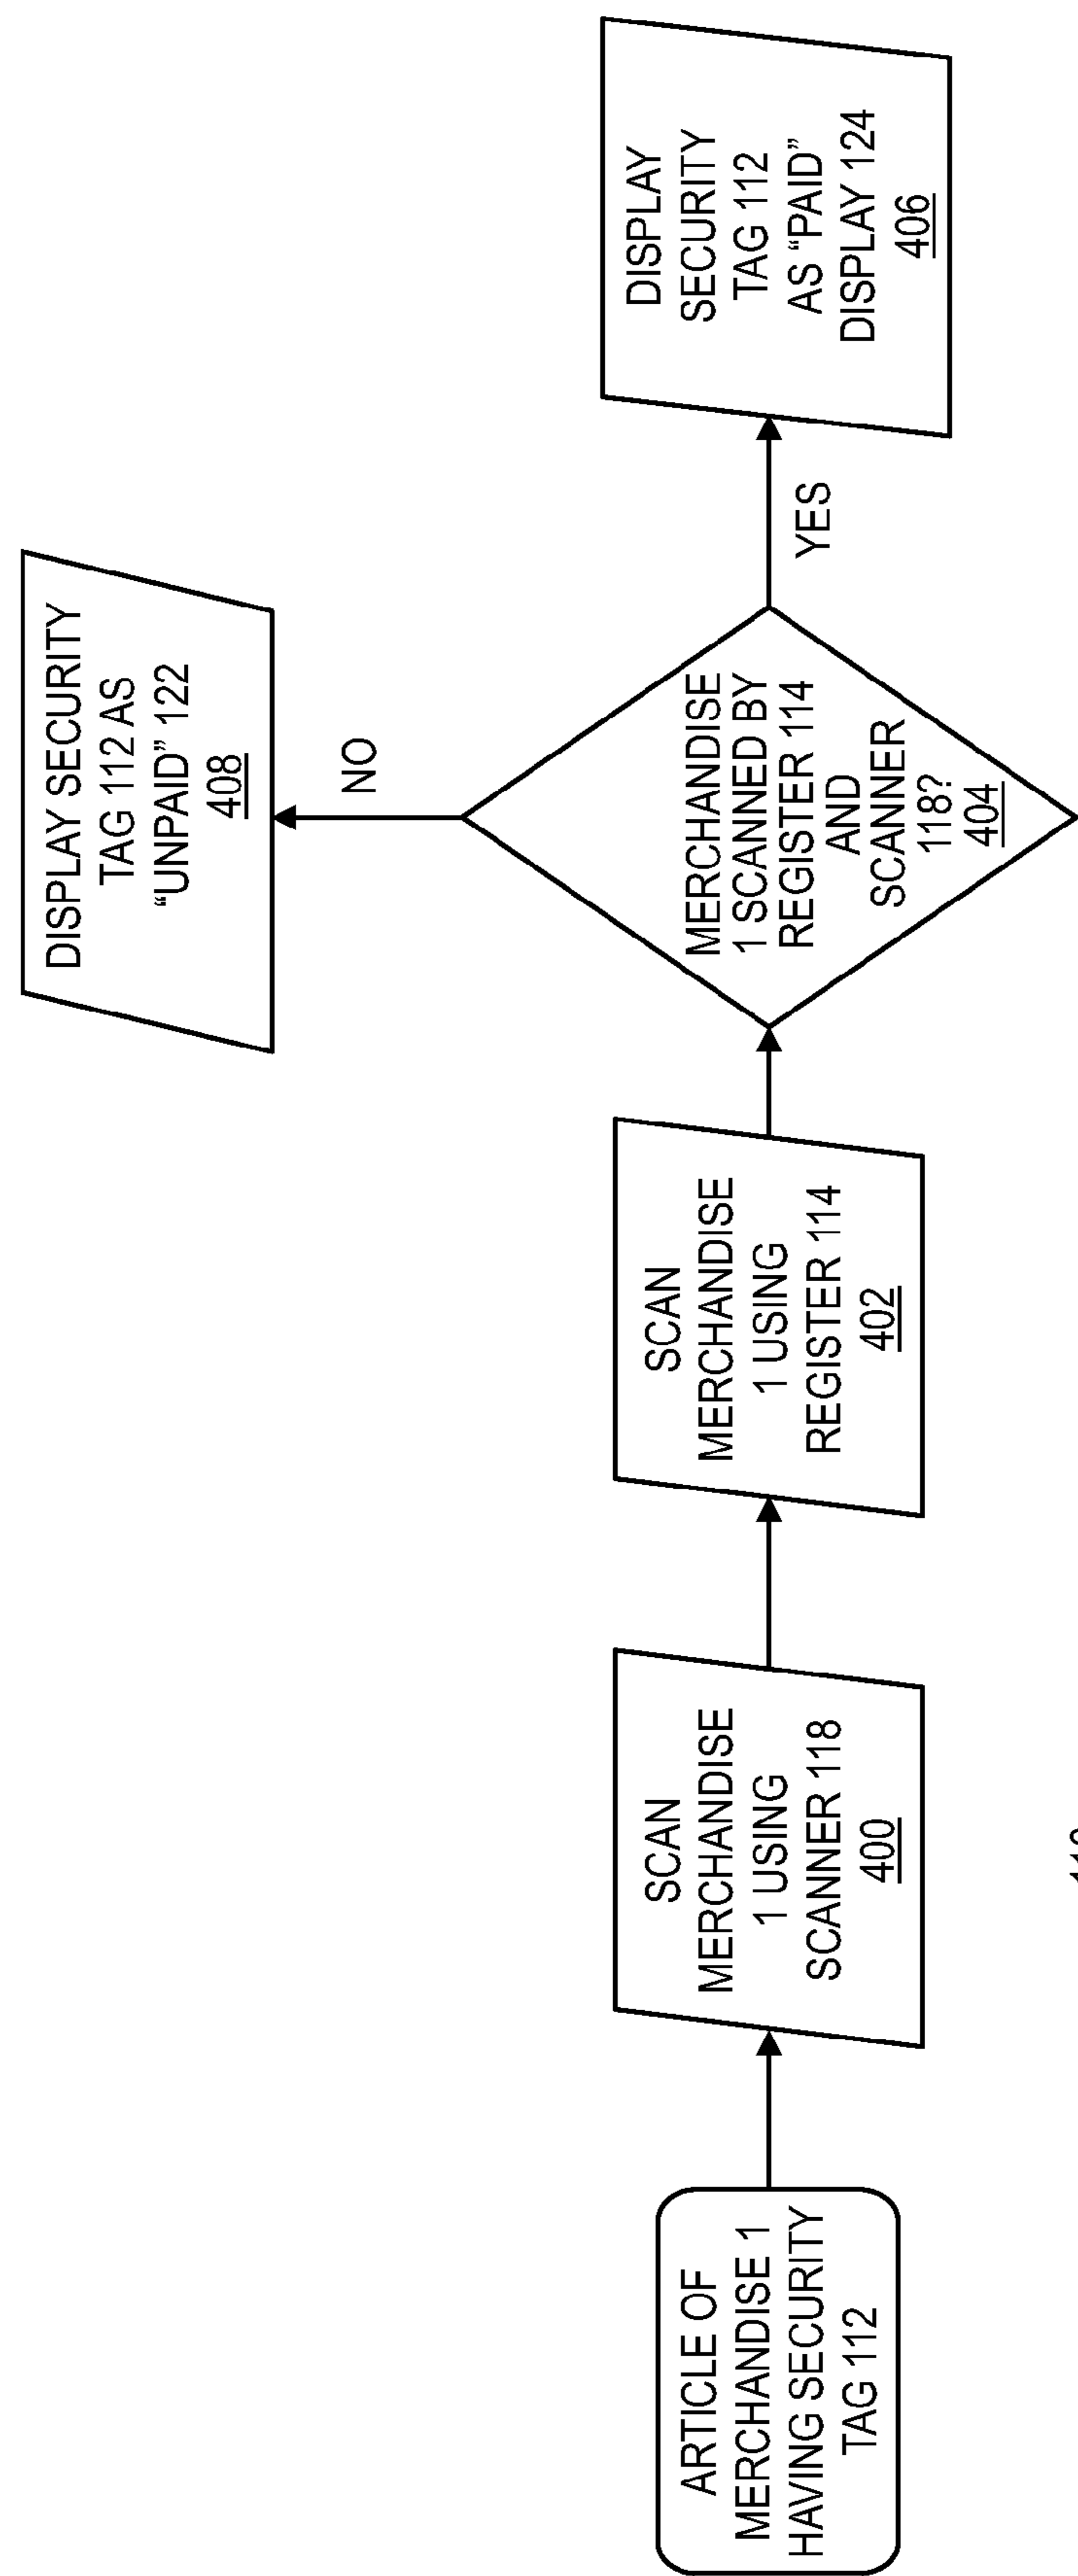 ARTICLE OF
MERCHANDISE 1
HAVING SECURITY
TAG 112
SCAN
MERCHANDISE
1 USING
SCANNER 118
400
SCAN
MERCHANDISE
1 USING
REGISTER 114
402
MERCHANDISE
1 SCANNED BY
REGISTER 114
AND
SCANNER
118?
404
NO
DISPLAY SECURITY
TAG 112 AS
“UNPAID” 122
408
YES
DISPLAY
SECURITY
TAG 112
AS “PAID”
DISPLAY 124
406